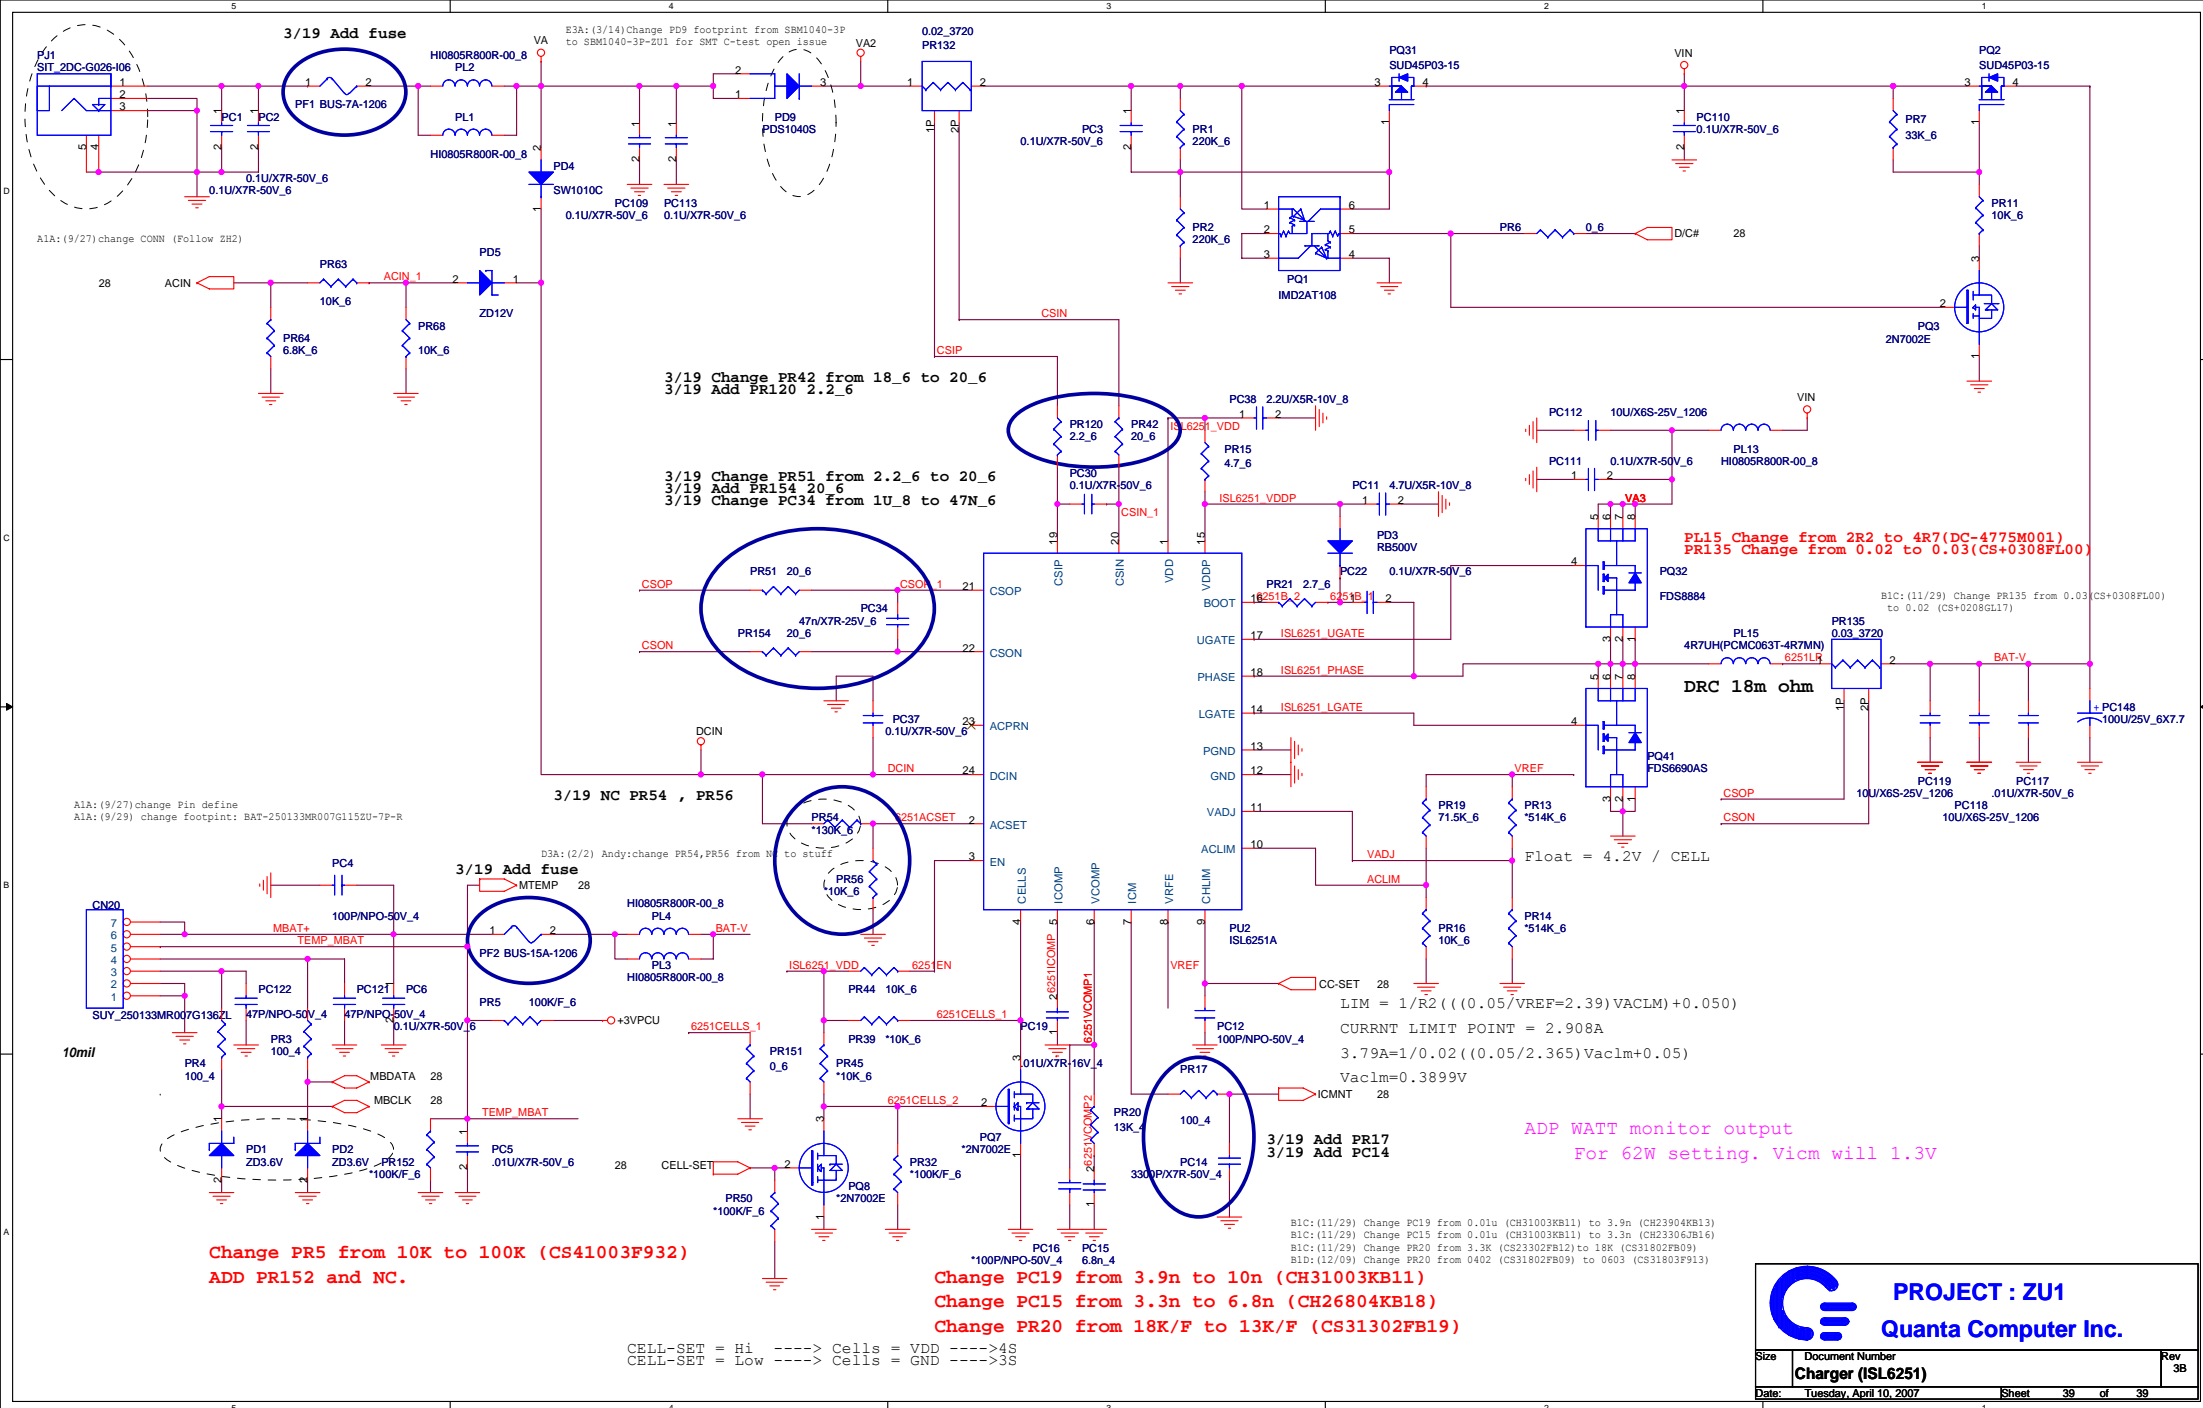 3/19 Add fuse
PJ1
SIT_2DC-G026-I06
PF1 BUS-7A-1206
HI0805R800R-00_8
PL2
PL1
HI0805R800R-00_8
PC1
PC2
0.1U/X7R-50V_6
0.1U/X7R-50V_6
VA
E3A:(3/14)Change PD9 footprint from SBM1040-3P
to SBM1040-3P-ZU1 for SMT C-test open issue
VA2
PD4
SW1010C
PC109
0.1U/X7R-50V_6
PC113
0.1U/X7R-50V_6
PD9
PDS1040S
0.02_3720
PR132
PC3
0.1U/X7R-50V_6
PR1
220K_6
PR2
220K_6
PQ31
SUD45P03-15
PQ1
IMD2AT108
VIN
PC110
0.1U/X7R-50V_6
PQ2
SUD45P03-15
PR7
33K_6
PR11
10K_6
PR6
0_6
D/C#
28
PQ3
2N7002E
A1A:(9/27)change CONN (Follow ZH2)
28
ACIN
PR63
10K_6
ACIN_1
PD5
ZD12V
PR64
6.8K_6
PR68
10K_6
CSIN
CSIP
3/19 Change PR42 from 18_6 to 20_6
3/19 Add PR120 2.2_6
PR120
2.2_6
PR42
20_6
PC30
0.1U/X7R-50V_6
CSIN_1
3/19 Change PR51 from 2.2_6 to 20_6
3/19 Add PR154 20_6
3/19 Change PC34 from 1U_8 to 47N_6
PC38
2.2U/X5R-10V_8
ISL6251_VDD
PR15
4.7_6
ISL6251_VDDP
PC11
4.7U/X5R-10V_8
PD3
RB500V
PC22
0.1U/X7R-50V_6
PR21
2.7_6
6251B_2
6251B_1
PC112
10U/X6S-25V_1206
PC111
0.1U/X7R-50V_6
VIN
PL13
HI0805R800R-00_8
VA3
PQ32
FDS8884
PL15 Change from 2R2 to 4R7(DC-4775M001)
PR135 Change from 0.02 to 0.03(CS+0308FL00)
B1C:(11/29) Change PR135 from 0.03(CS+0308FL00)
to 0.02 (CS+0208GL17)
CSOP
PR51
20_6
CSOP_1
PC34
47n/X7R-25V_6
PR154
20_6
CSON
PC37
0.1U/X7R-50V_6
DCIN
DCIN
CSIP
CSIN
VDD
VDDP
CSOP
CSON
ACPRN
DCIN
ACSET
EN
BOOT
UGATE
PHASE
LGATE
PGND
GND
VADJ
ACLIM
CELLS
ICOMP
VCOMP
ICM
VRFE
CHLIM
PU2
ISL6251A
ISL6251_UGATE
ISL6251_PHASE
ISL6251_LGATE
PL15
4R7UH(PCMC063T-4R7MN)
6251LR
DRC 18m ohm
PR135
0.03_3720
BAT-V
PC148
100U/25V_6X7.7
PQ41
FDS6690AS
PC119
10U/X6S-25V_1206
PC118
10U/X6S-25V_1206
PC117
.01U/X7R-50V_6
CSOP
CSON
VREF
PR19
71.5K_6
PR13
*514K_6
PR16
10K_6
PR14
*514K_6
VADJ
ACLIM
Float = 4.2V / CELL
3/19 NC PR54 , PR56
PR54
*130K_6
6251ACSET
PR56
*10K_6
D3A:(2/2) Andy:change PR54,PR56 from NC to stuff
A1A:(9/27)change Pin define
A1A:(9/29) change footpint: BAT-250133MR007G115ZU-7P-R
3/19 Add fuse
MTEMP
28
PC4
100P/NPO-50V_4
CN20
SUY_250133MR007G136ZL
MBAT+
TEMP_MBAT
PF2 BUS-15A-1206
HI0805R800R-00_8
PL4
PL3
HI0805R800R-00_8
BAT-V
PC122
47P/NPO-50V_4
PC121
47P/NPO-50V_4
PC6
0.1U/X7R-50V_6
PR5
100K/F_6
+3VPCU
PR4
100_4
PR3
100_4
10mil
MBDATA
28
MBCLK
28
TEMP_MBAT
PD1
ZD3.6V
PD2
ZD3.6V
PR152
*100K/F_6
PC5
.01U/X7R-50V_6
ISL6251_VDD
6251EN
PR44
10K_6
PR39
*10K_6
6251CELLS_1
6251CELLS_1
PR151
0_6
PR45
*10K_6
6251CELLS_2
28
CELL-SET
PR50
*100K/F_6
PQ8
*2N7002E
PR32
*100K/F_6
PQ7
*2N7002E
6251ICOMP
6251VCOMP1
6251VCOMP2
PC19
.01U/X7R-16V_4
PR20
13K_4
PC16
*100P/NPO-50V_4
PC15
6.8n_4
VREF
CC-SET
28
PC12
100P/NPO-50V_4
PR17
100_4
ICMNT
28
PC14
3300P/X7R-50V_4
3/19 Add PR17
3/19 Add PC14
LIM = 1/R2(((0.05/VREF=2.39)VACLM)+0.050)
CURRNT LIMIT POINT = 2.908A
3.79A=1/0.02((0.05/2.365)Vaclm+0.05)
Vaclm=0.3899V
ADP WATT monitor output
For 62W setting. Vicm will 1.3V
B1C:(11/29) Change PC19 from 0.01u (CH31003KB11) to 3.9n (CH23904KB13)
B1C:(11/29) Change PC15 from 0.01u (CH31003KB11) to 3.3n (CH23306JB16)
B1C:(11/29) Change PR20 from 3.3K (CS23302FB12)to 18K (CS31802FB09)
B1D:(12/09) Change PR20 from 0402 (CS31802FB09) to 0603 (CS31803F913)
Change PR5 from 10K to 100K (CS41003F932)
ADD PR152 and NC.
Change PC19 from 3.9n to 10n (CH31003KB11)
Change PC15 from 3.3n to 6.8n (CH26804KB18)
Change PR20 from 18K/F to 13K/F (CS31302FB19)
CELL-SET = Hi ----> Cells = VDD ---->4S
CELL-SET = Low ----> Cells = GND ---->3S
PROJECT : ZU1
Quanta Computer Inc.
Size
Document Number
Rev
Charger (ISL6251)
3B
Date:
Tuesday, April 10, 2007
Sheet
39
of
39